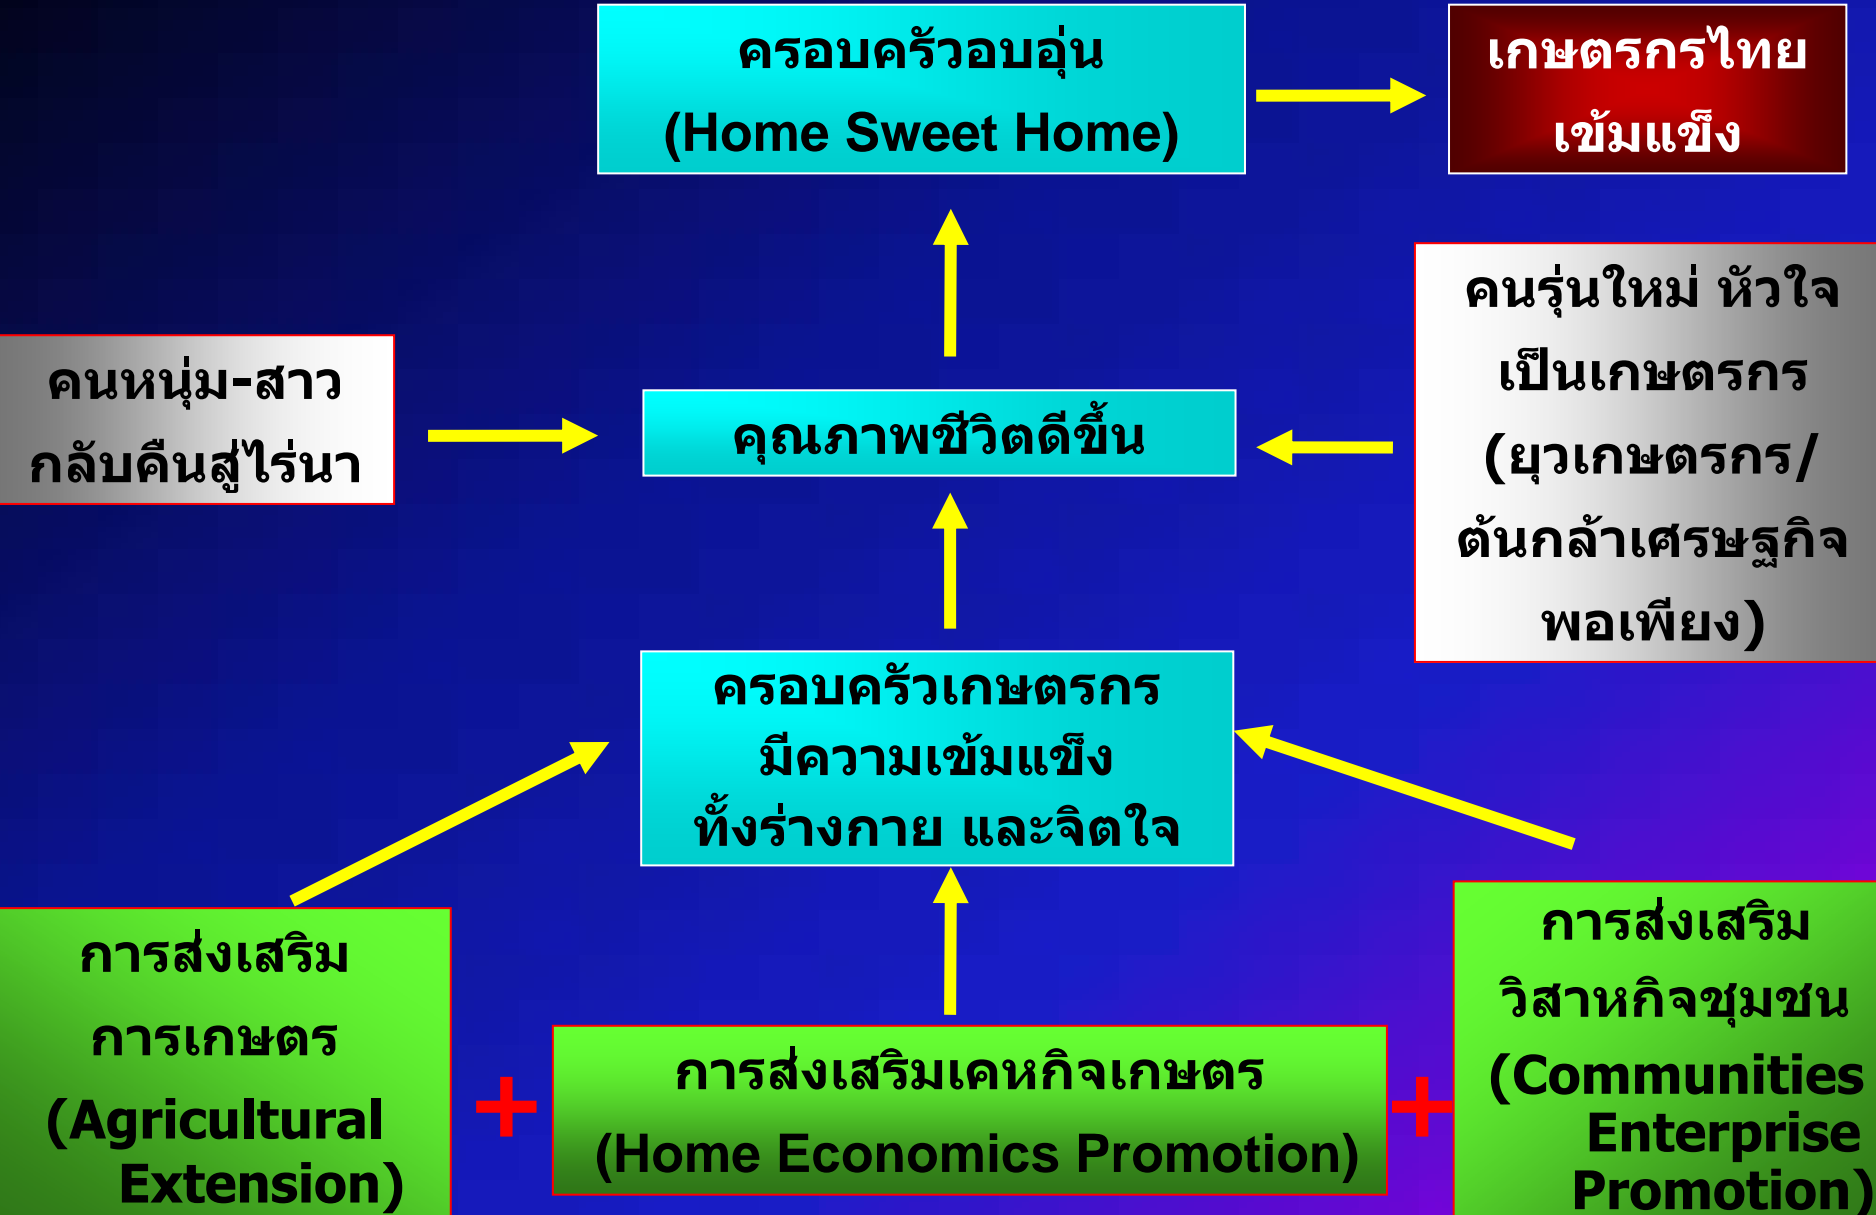 ครอบครัวอบอุ่น
(Home Sweet Home)
เกษตรกรไทย
เข้มแข็ง
คนหนุ่ม-สาว
กลับคืนสู่ไร่นา
คุณภาพชีวิตดีขึ้น
คนรุ่นใหม่ หัวใจ
เป็นเกษตรกร
(ยุวเกษตรกร/
ต้นกล้าเศรษฐกิจ
พอเพียง)
ครอบครัวเกษตรกร
มีความเข้มแข็ง
ทั้งร่างกาย และจิตใจ
การส่งเสริม
การเกษตร
(Agricultural
Extension)
+
การส่งเสริมเคหกิจเกษตร
(Home Economics Promotion)
+
การส่งเสริม
วิสาหกิจชุมชน
(Communities
Enterprise
Promotion)